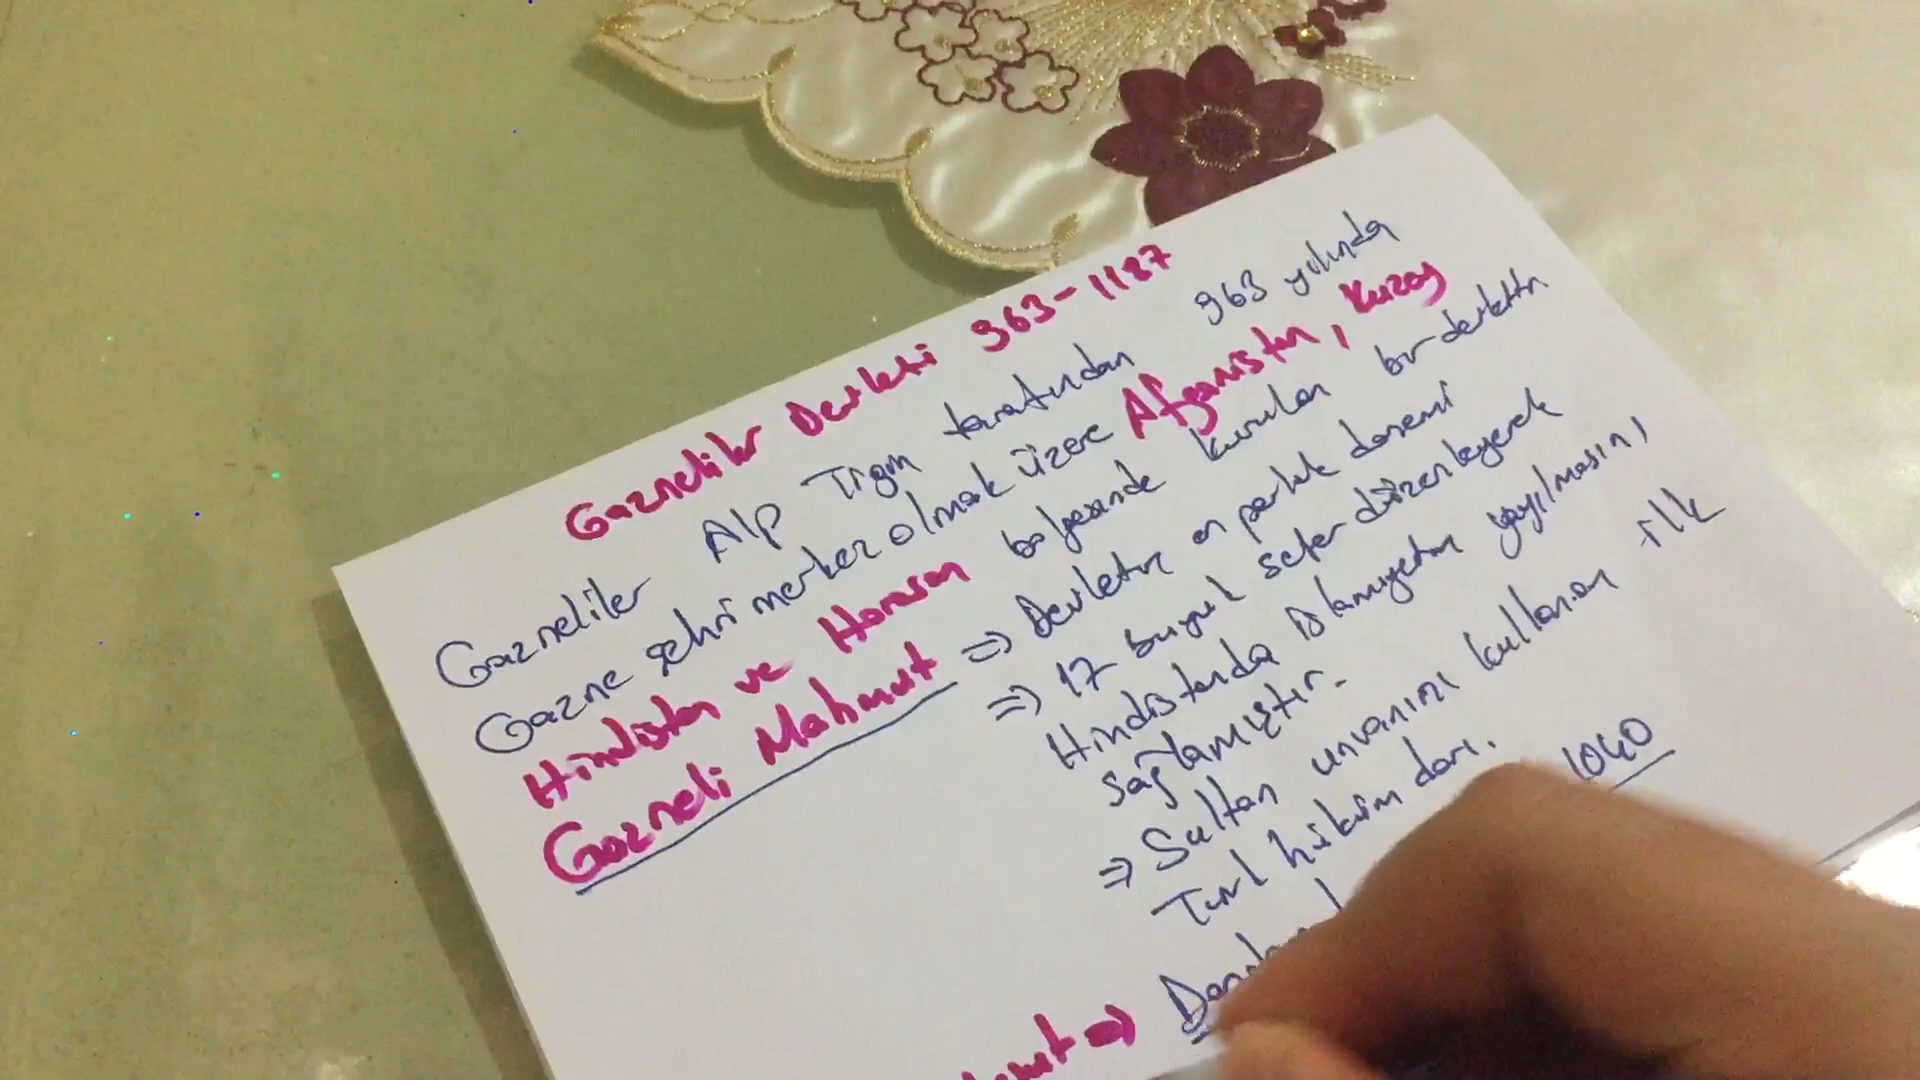 Gazneliler Devleti 963-1187
Gazneliler Alp Tigin tarafından 963 yılında
Gazne şehri merkez olmak üzere Afganistan, Kuzey
Hindistan ve Horasan bölgesinde kurulan bir devlettir
Gazneli Mahmut => Devletin en parlak dönemi
=> 17 büyük sefer düzenleyerek
Hindistanda İslamiyetin yayılmasını
sağlamıştır.
=> Sultan unvanını kullanan ilk
Türk hükümdarı.
=> 1040